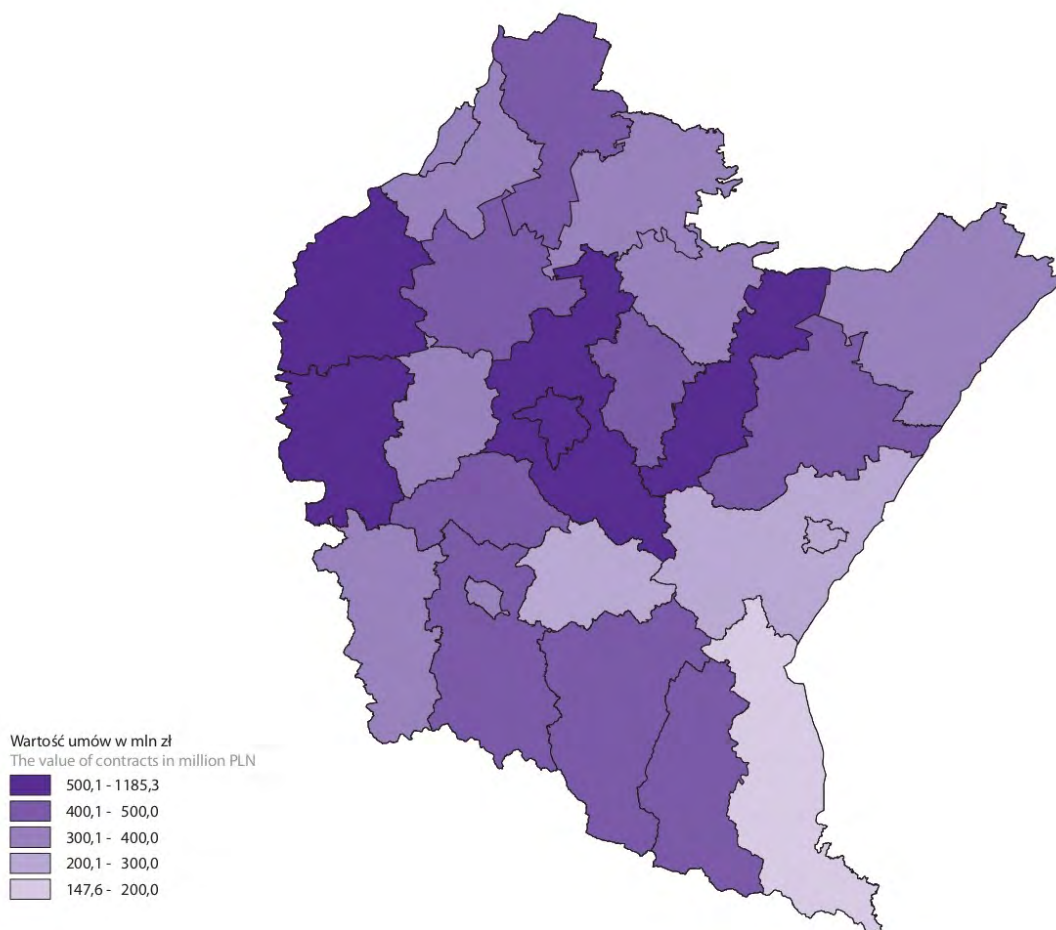 Wartość umów w mln zł
The value of contracts in million PLN
500,1 - 1185,3
400,1 - 500,0
300,1 - 400,0
200,1 - 300,0
147,6 - 200,0